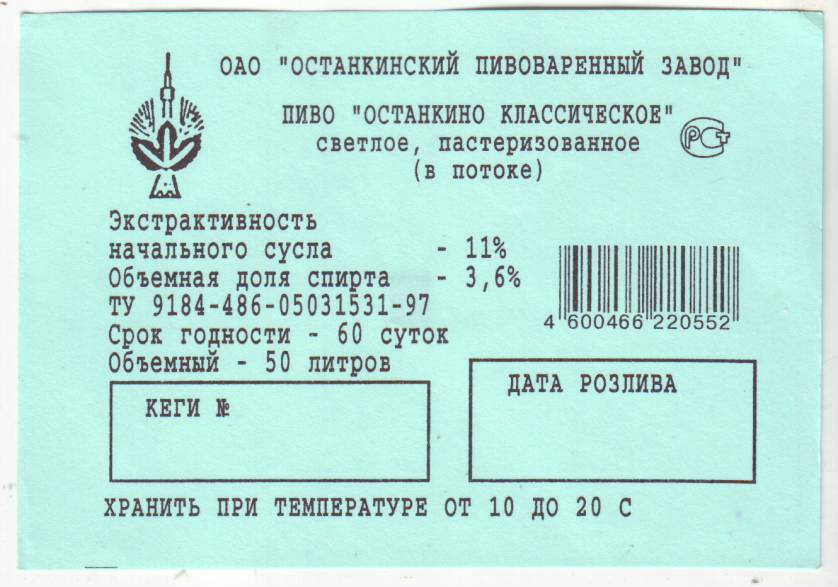 ОАО "ОСТАНКИНСКИЙ ПИВОВАРЕННЫЙ ЗАВОД"
ПИВО "ОСТАНКИНО КЛАССИЧЕСКОЕ"
светлое, пастеризованное
(в потоке)
РСТ
Экстрактивность
начального сусла - 11%
Объемная доля спирта - 3,6%
ТУ 9184-486-05031531-97
Срок годности - 60 суток
Объемный - 50 литров
4 600466 220552
КЕГИ №
ДАТА РОЗЛИВА
ХРАНИТЬ ПРИ ТЕМПЕРАТУРЕ ОТ 10 ДО 20 С